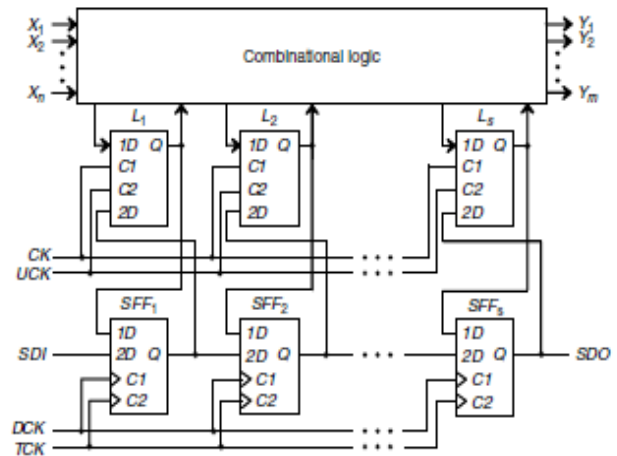 X1 Y1
X2 Y2
Combinational logic
Xn Ym
L1 L2 Ls
1D Q 1D Q 1D Q
C1 C1 C1
C2 C2 C2
2D 2D 2D
CK
UCK
SFF1 SFF2 SFFs
1D 1D 1D
SDI 2D Q 2D Q 2D Q SDO
C1 C1 C1
C2 C2 C2
DCK
TCK